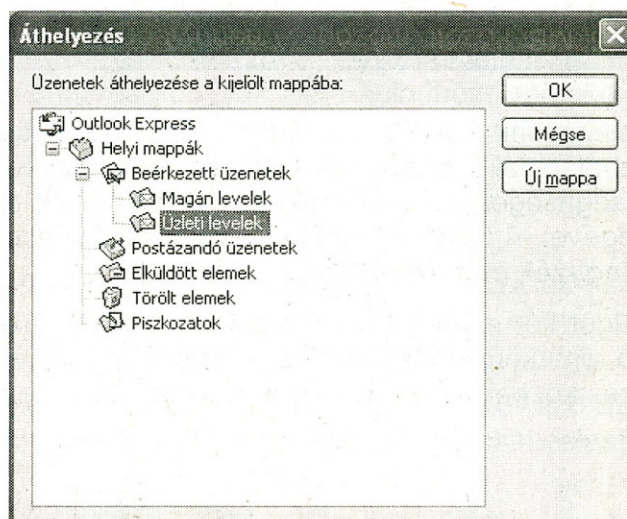 Áthelyezés
Üzenetek áthelyezése a kijelölt mappába:
OK
Mégse
Új mappa
Outlook Express
Helyi mappák
Beérkezett üzenetek
Magán levelek
Üzleti levelek
Postázandó üzenetek
Elküldött elemek
Törölt elemek
Piszkozatok